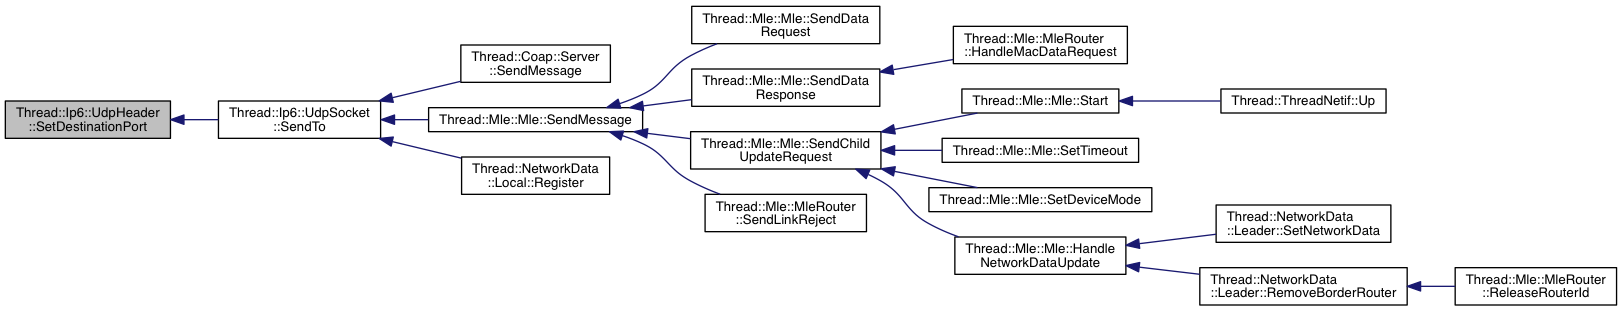 Thread::Ip6::UdpHeader
::SetDestinationPort
Thread::Ip6::UdpSocket
::SendTo
Thread::Coap::Server
::SendMessage
Thread::Mle::Mle::SendMessage
Thread::NetworkData
::Local::Register
Thread::Mle::Mle::SendData
Request
Thread::Mle::Mle::SendData
Response
Thread::Mle::Mle::SendChild
UpdateRequest
Thread::Mle::MleRouter
::SendLinkReject
Thread::Mle::MleRouter
::HandleMacDataRequest
Thread::Mle::Mle::Start
Thread::Mle::Mle::SetTimeout
Thread::Mle::Mle::SetDeviceMode
Thread::Mle::Mle::Handle
NetworkDataUpdate
Thread::ThreadNetif::Up
Thread::NetworkData
::Leader::SetNetworkData
Thread::NetworkData
::Leader::RemoveBorderRouter
Thread::Mle::MleRouter
::ReleaseRouterId